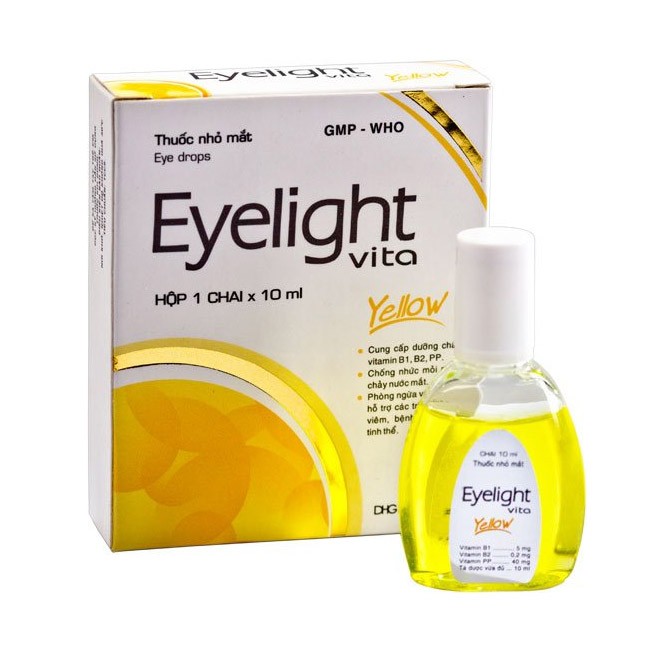 Eyelight
vita
Yellow
Thuốc nhỏ mắt
GMP - WHO
Eye drops
Eyelight
vita
HỘP 1 CHAI x 10 ml
Yellow
Cung cấp dưỡng
vitamin B1, B2, PP.
Chống nhức mỏi
chảy nước mắt.
Phòng ngừa
hỗ trợ các
viêm, bệnh
tinh thể.
DHG
CHAI 10 ml
Thuốc nhỏ mắt
Eyelight
vita
Yellow
Vitamin B1 ......... 5 mg
Vitamin B2 ......... 0,2 mg
Vitamin PP ......... 40 mg
Tá dược vừa đủ ... 10 ml